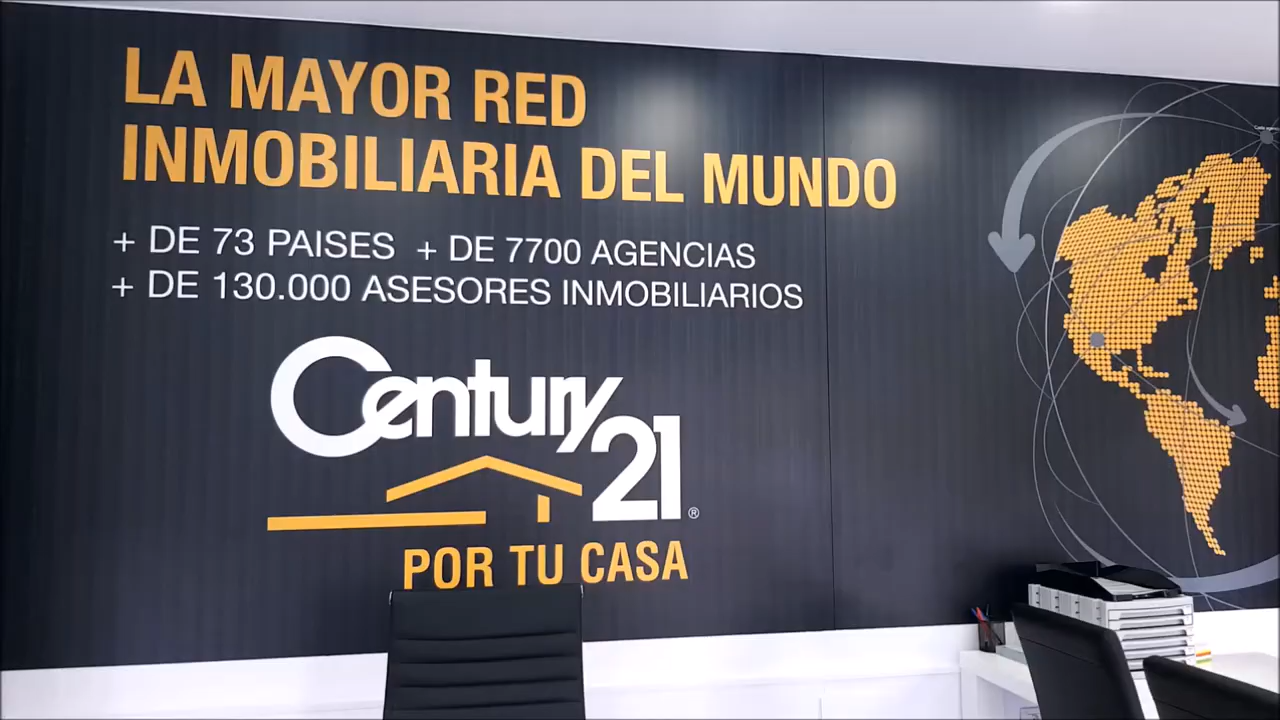 LA MAYOR RED
INMOBILIARIA DEL MUNDO
+ DE 73 PAISES + DE 7700 AGENCIAS
+ DE 130.000 ASESORES INMOBILIARIOS
Century
21®
POR TU CASA